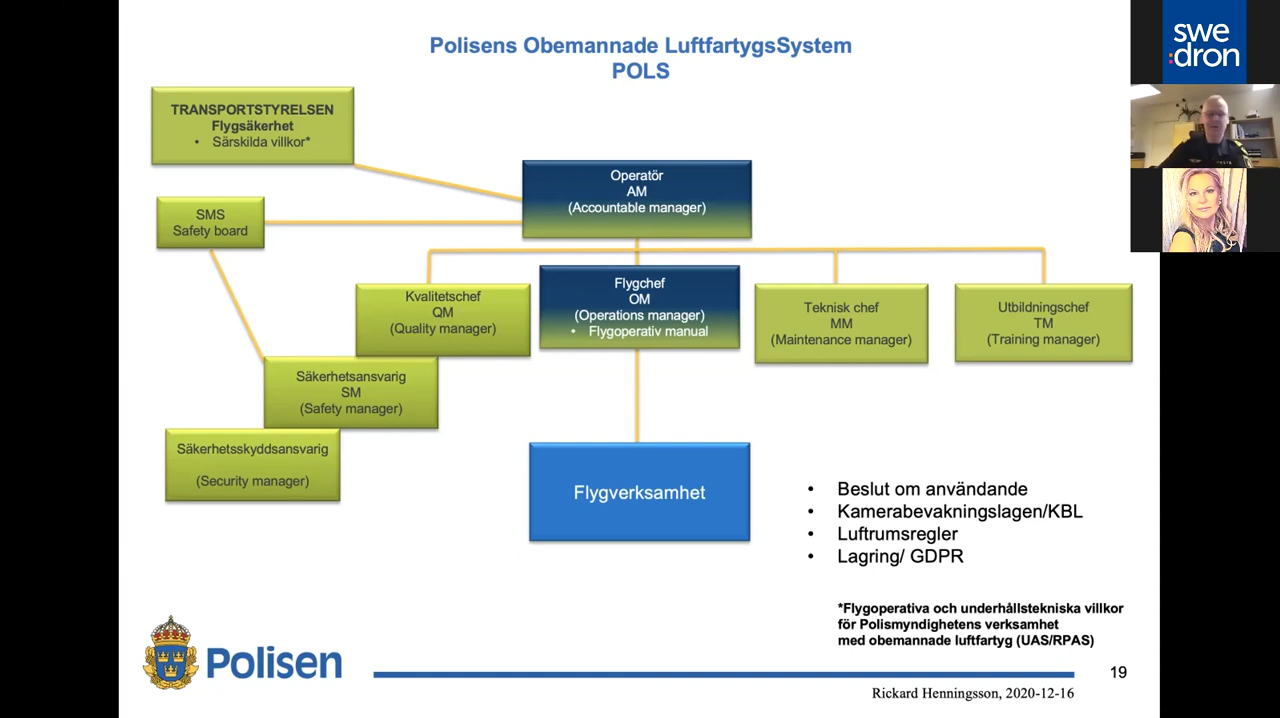 Polisens Obemannade LuftfartygsSystem
POLS
swe
:dron
TRANSPORTSTYRELSEN
Flygsäkerhet
• Särskilda villkor*
Operatör
AM
(Accountable manager)
SMS
Safety board
Kvalitetschef
QM
(Quality manager)
Flygchef
OM
(Operations manager)
• Flygoperativ manual
Teknisk chef
MM
(Maintenance manager)
Utbildningschef
TM
(Training manager)
Säkerhetsansvarig
SM
(Safety manager)
Säkerhetsskyddsansvarig
(Security manager)
Flygverksamhet
• Beslut om användande
• Kamerabevakningslagen/KBL
• Luftrumsregler
• Lagring/ GDPR
*Flygoperativa och underhållstekniska villkor
för Polismyndighetens verksamhet
med obemannade luftfartyg (UAS/RPAS)
Polisen
19
Rickard Henningsson, 2020-12-16